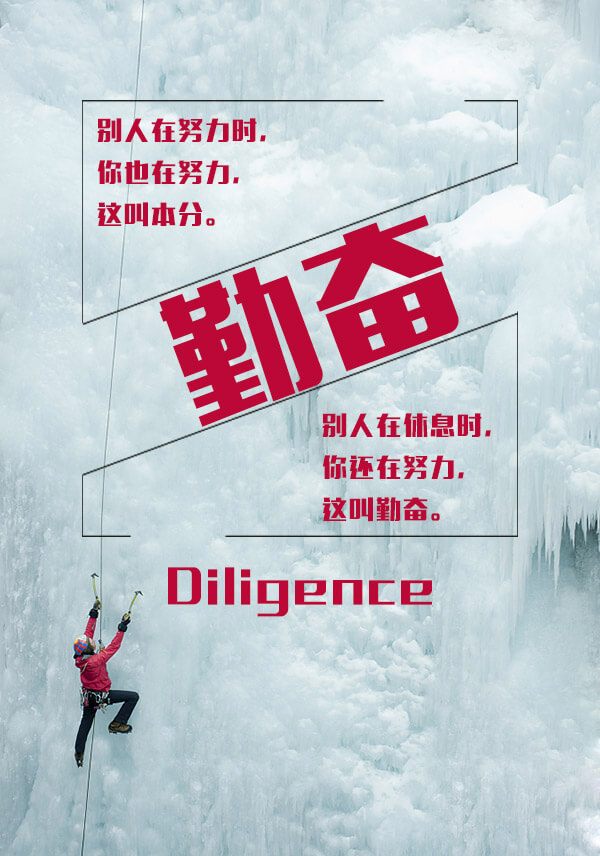 别人在努力时，
你也在努力，
这叫本分。
勤奋
别人在休息时，
你还在努力，
这叫勤奋。
Diligence